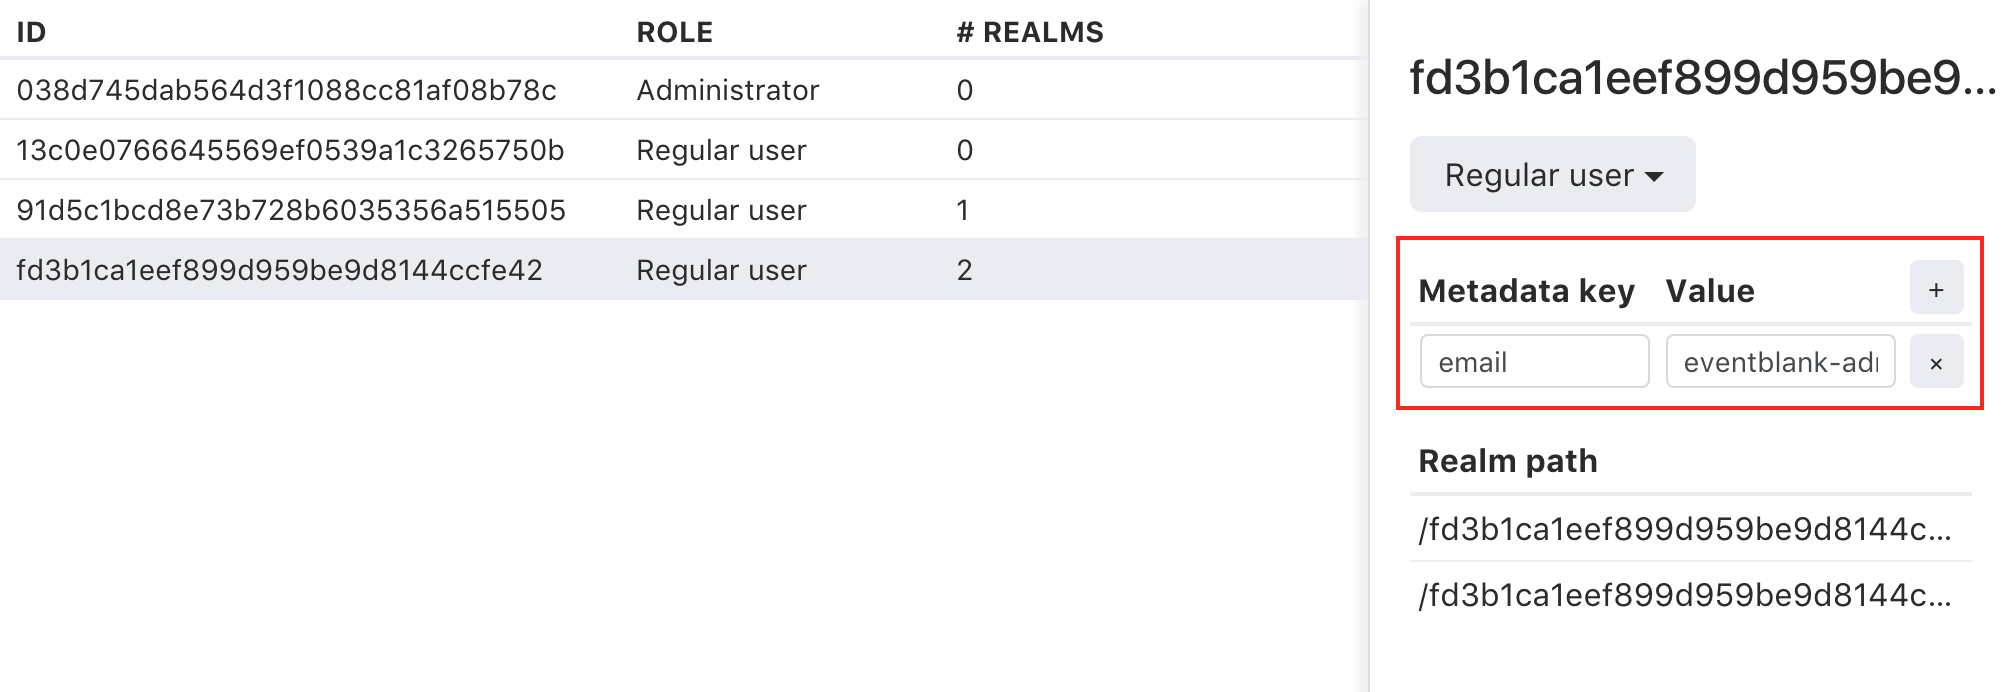 ID ROLE # REALMS
038d745dab564d3f1088cc81af08b78c Administrator 0
13c0e0766645569ef0539a1c3265750b Regular user 0
91d5c1bcd8e73b728b6035356a515505 Regular user 1
fd3b1ca1eef899d959be9d8144ccfe42 Regular user 2
fd3b1ca1eef899d959be9...
Regular user
Metadata key Value +
email eventblank-adı ×
Realm path
/fd3b1ca1eef899d959be9d8144c...
/fd3b1ca1eef899d959be9d8144c...